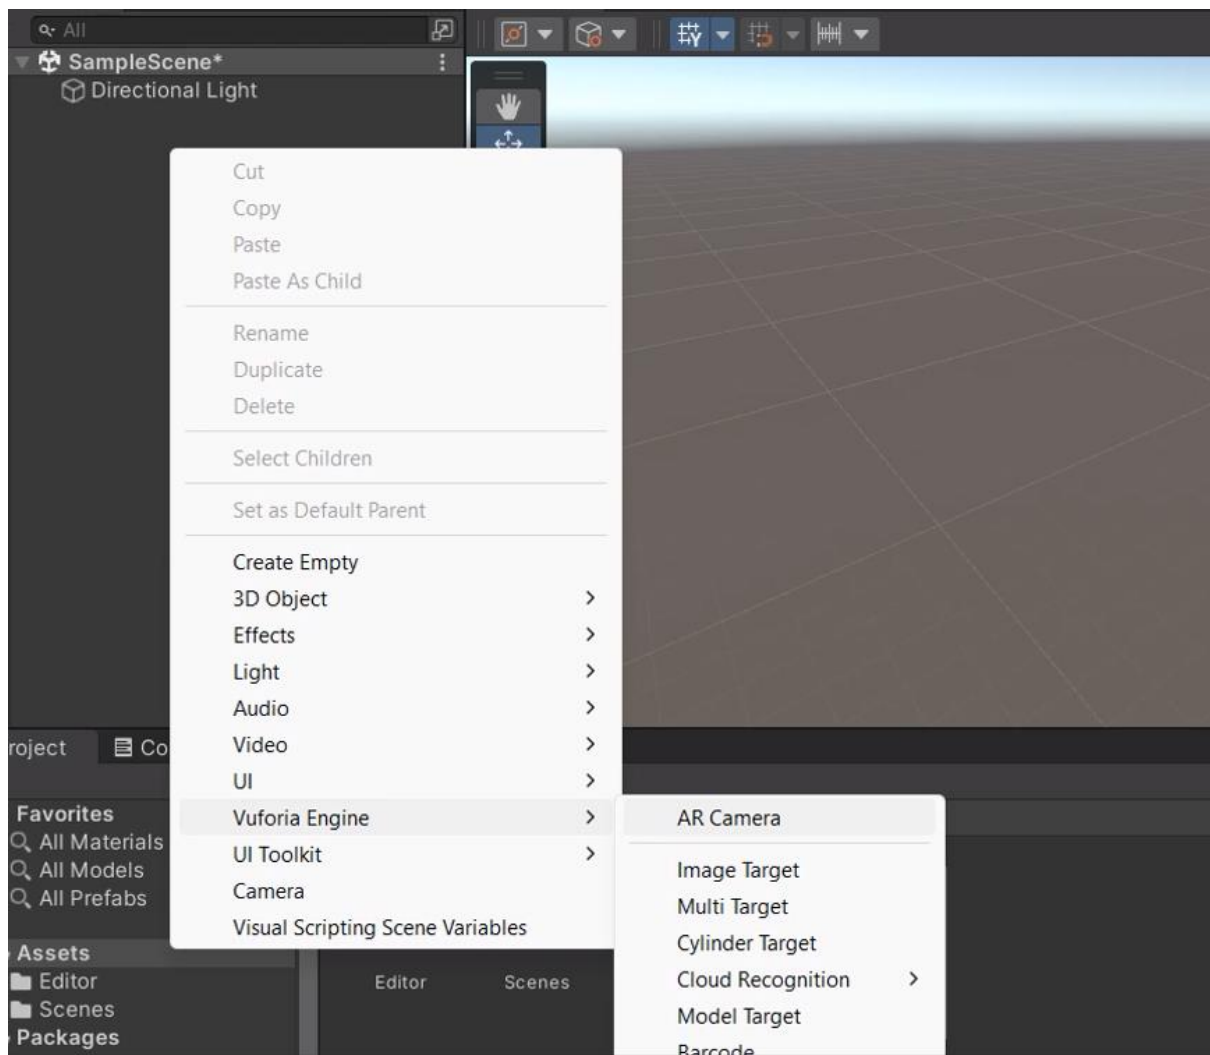 All
SampleScene*
Directional Light
Cut
Copy
Paste
Paste As Child
Rename
Duplicate
Delete
Select Children
Set as Default Parent
Create Empty
3D Object
Effects
Light
Audio
Video
UI
Vuforia Engine
UI Toolkit
Camera
Visual Scripting Scene Variables
AR Camera
Image Target
Multi Target
Cylinder Target
Cloud Recognition
Model Target
Barcode
roject
Co
Favorites
All Materials
All Models
All Prefabs
Assets
Editor
Scenes
Packages
Editor
Scenes